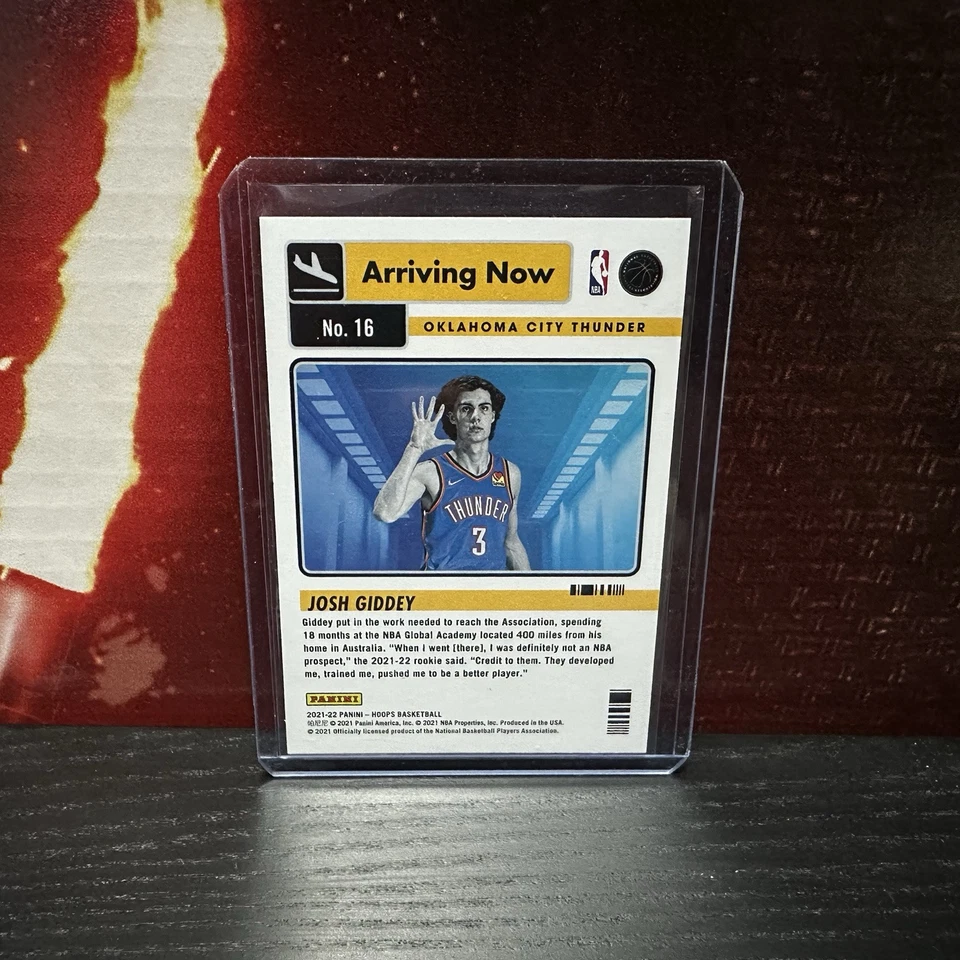 Arriving Now
NBA
No. 16
OKLAHOMA CITY THUNDER
THUNDER
3
JOSH GIDDEY
Giddey put in the work needed to reach the Association, spending
18 months at the NBA Global Academy located 400 miles from his
home in Australia. "When I went [there], I was definitely not an NBA
prospect," the 2021-22 rookie said. "Credit to them. They developed
me, trained me, pushed me to be a better player."
PANINI
2021-22 PANINI – HOOPS BASKETBALL
帕尼尼 © 2021 Panini America, Inc. © 2021 NBA Properties, Inc. Produced in the USA.
© 2021 Officially licensed product of the National Basketball Players Association.